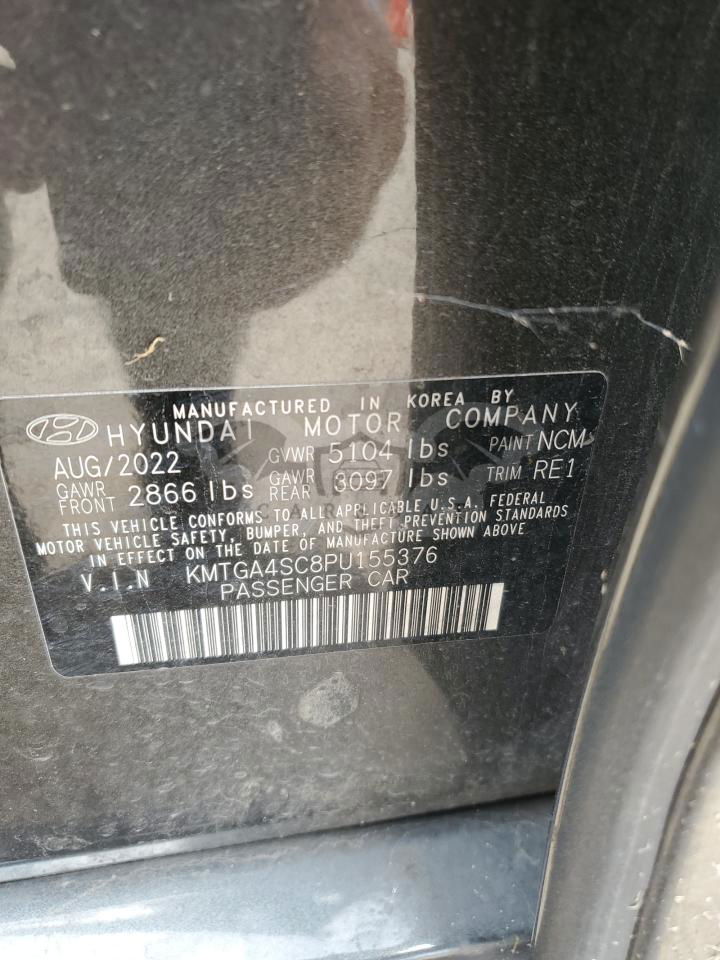 MANUFACTURED IN KOREA BY
HYUNDAI MOTOR COMPANY
AUG/2022 GVWR 5104 lbs PAINT NCM
GAWR FRONT 2866 lbs GAWR REAR 3097 lbs TRIM RE1
THIS VEHICLE CONFORMS TO ALL APPLICABLE U.S.A. FEDERAL
MOTOR VEHICLE SAFETY, BUMPER, AND THEFT PREVENTION STANDARDS
IN EFFECT ON THE DATE OF MANUFACTURE SHOWN ABOVE
V.I.N KMTGA4SC8PU155376
PASSENGER CAR